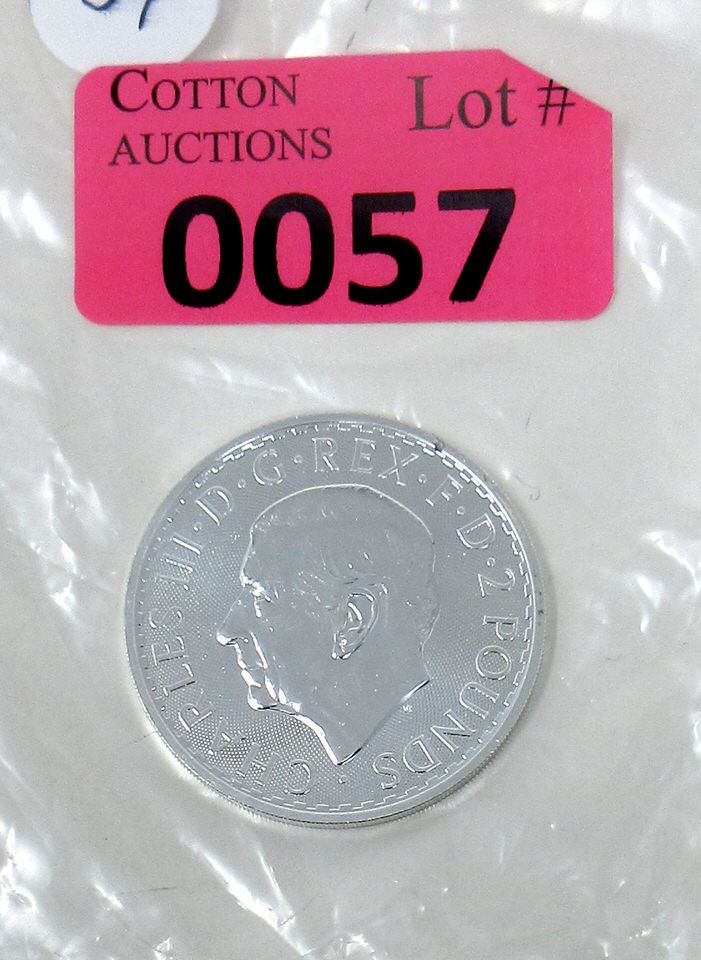 COTTON
AUCTIONS
Lot #
0057
CHARLES III · D · G · REX · F · D · 2 POUNDS ·